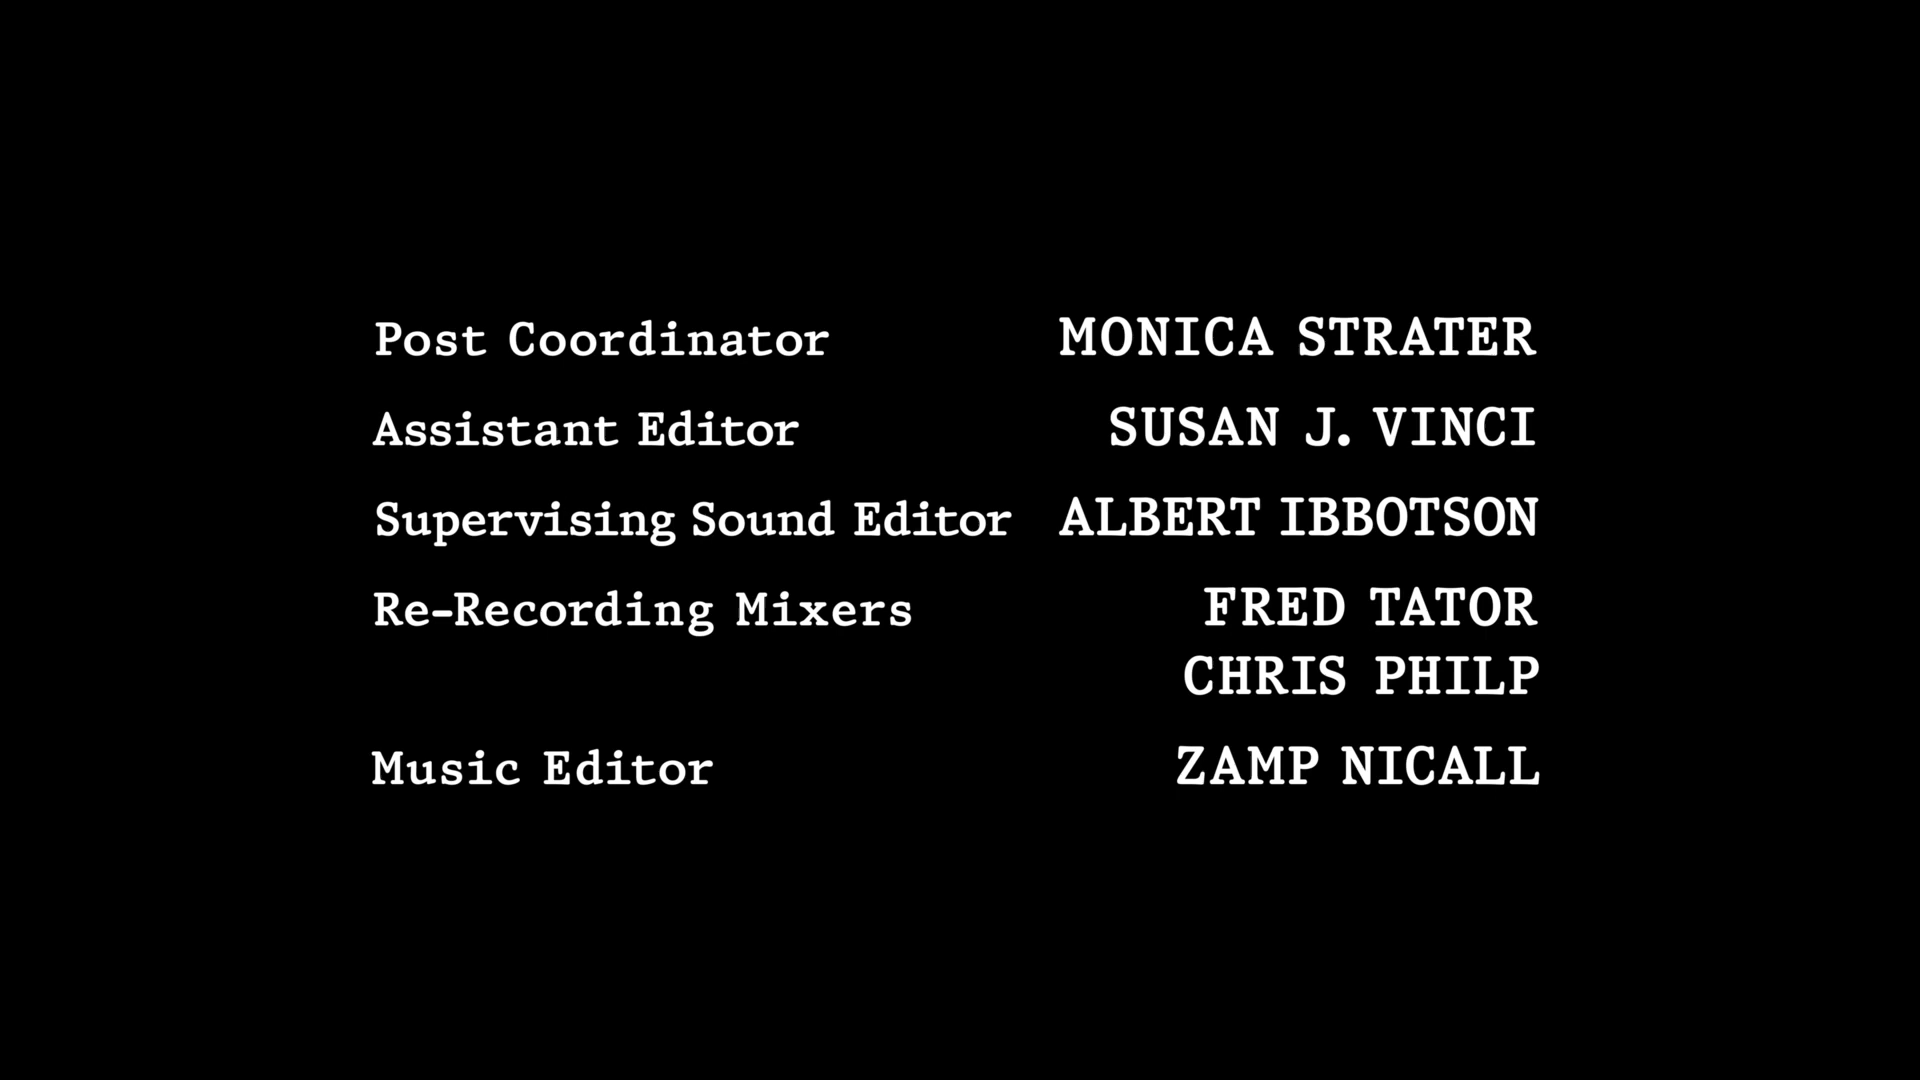 Post Coordinator MONICA STRATER
Assistant Editor SUSAN J. VINCI
Supervising Sound Editor ALBERT IBBOTSON
Re-Recording Mixers FRED TATOR
CHRIS PHILP
Music Editor ZAMP NICALL